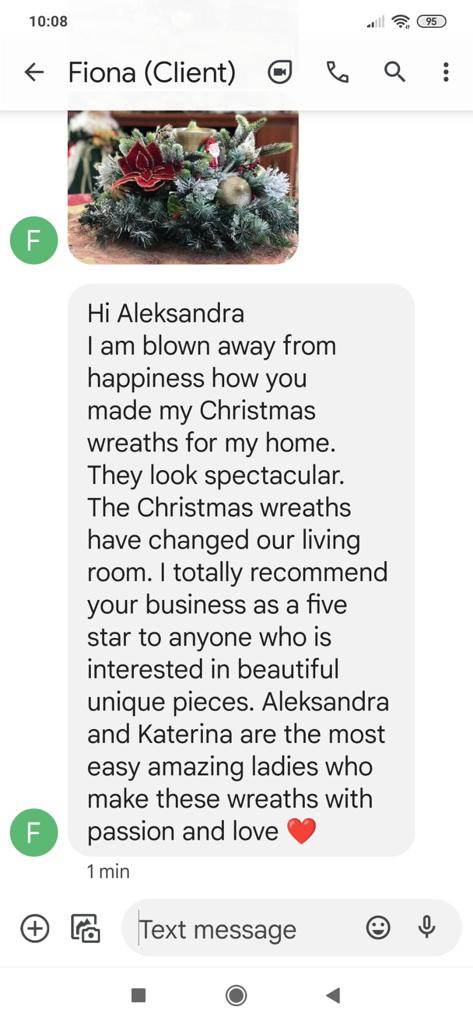 10:08
95
Fiona (Client)
F
Hi Aleksandra
I am blown away from
happiness how you
made my Christmas
wreaths for my home.
They look spectacular.
The Christmas wreaths
have changed our living
room. I totally recommend
your business as a five
star to anyone who is
interested in beautiful
unique pieces. Aleksandra
and Katerina are the most
easy amazing ladies who
make these wreaths with
passion and love ❤️
F
1 min
Text message